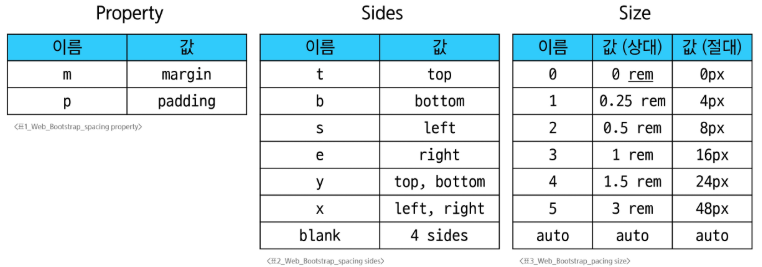 Property
이름 값
m margin
p padding
<표1_Web_Bootstrap_spacing property>
Sides
이름 값
t top
b bottom
s left
e right
y top, bottom
x left, right
blank 4 sides
<표2_Web_Bootstrap_spacing sides>
Size
이름 값 (상대) 값 (절대)
0 0 rem 0px
1 0.25 rem 4px
2 0.5 rem 8px
3 1 rem 16px
4 1.5 rem 24px
5 3 rem 48px
auto auto auto
<표3_Web_Bootstrap_pacing size>